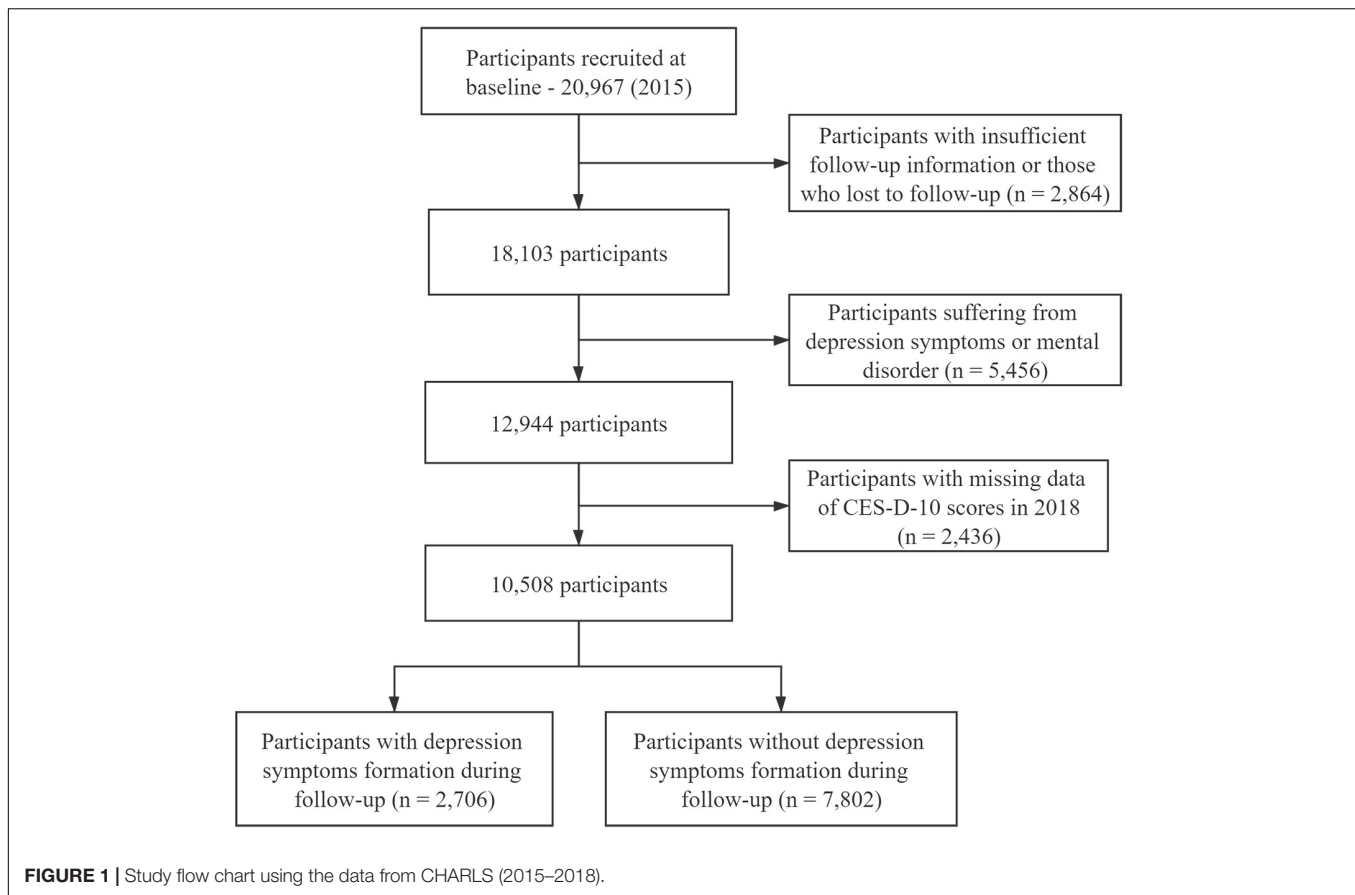 Participants recruited at
baseline - 20,967 (2015)
Participants with insufficient
follow-up information or those
who lost to follow-up (n = 2,864)
18,103 participants
Participants suffering from
depression symptoms or mental
disorder (n = 5,456)
12,944 participants
Participants with missing data
of CES-D-10 scores in 2018
(n = 2,436)
10,508 participants
Participants with depression
symptoms formation during
follow-up (n = 2,706)
Participants without depression
symptoms formation during
follow-up (n = 7,802)
FIGURE 1 | Study flow chart using the data from CHARLS (2015–2018).